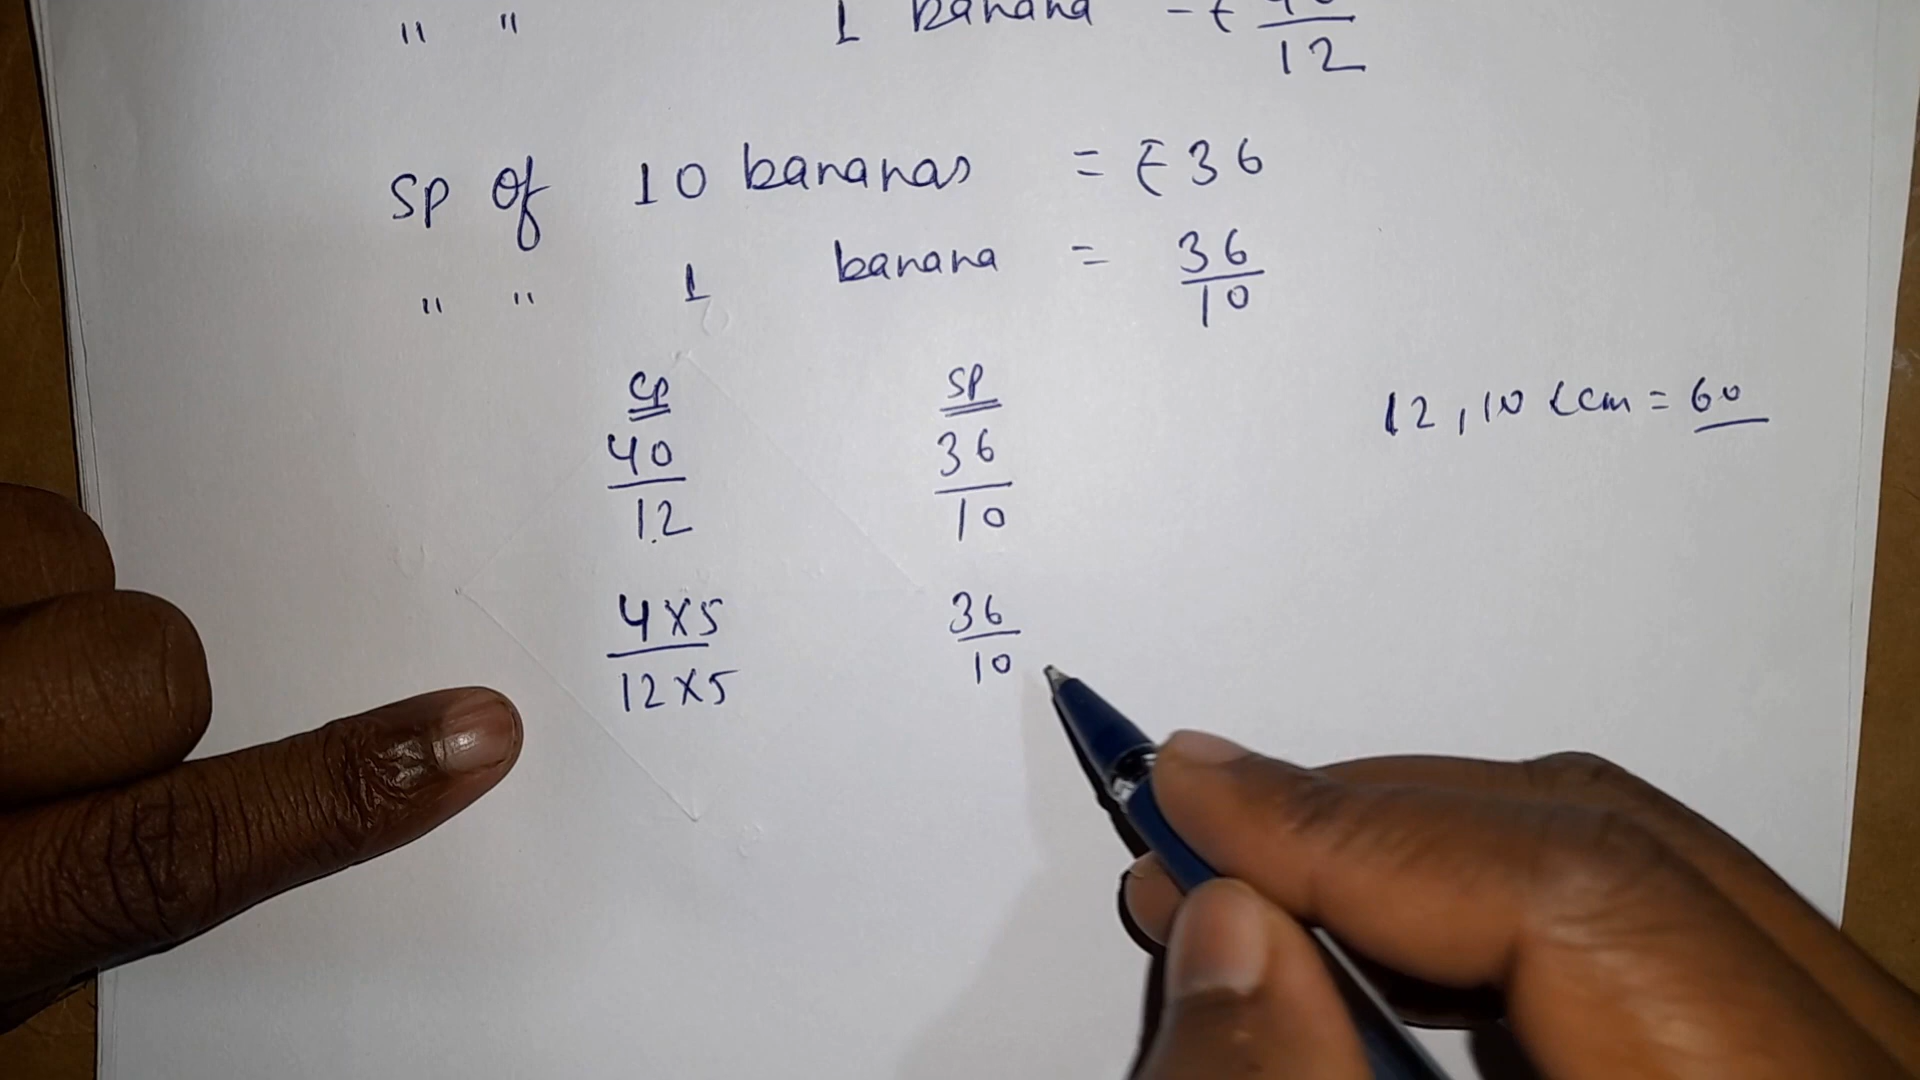 " " 1 banana - ₹ 40/12
SP of 10 bananas = ₹ 36
" " 1 banana = 36/10
CP SP
40/12 36/10
12, 10 Lcm = 60
4×5/12×5 36/10